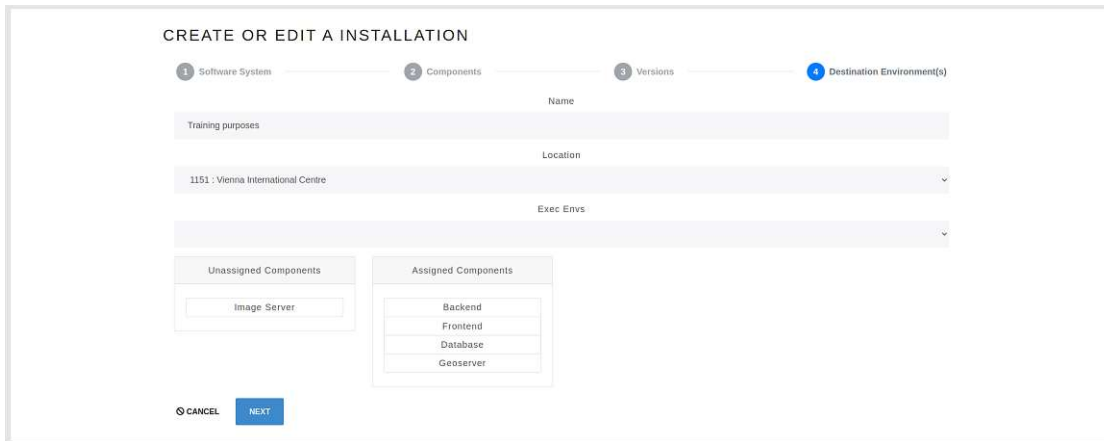 CREATE OR EDIT A INSTALLATION
1 Software System 2 Components 3 Versions 4 Destination Environment(s)
Name
Training purposes
Location
1151 : Vienna International Centre
Exec Envs
Unassigned Components Assigned Components
Image Server Backend
Frontend
Database
Geoserver
CANCEL NEXT